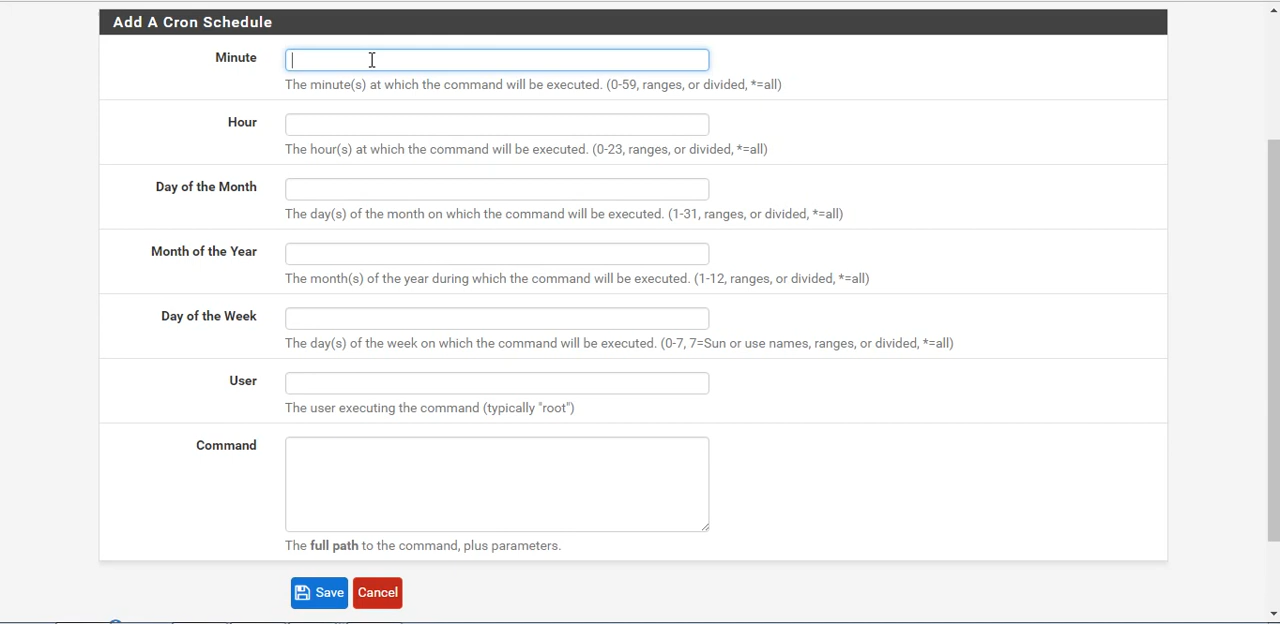 Add A Cron Schedule
Minute
The minute(s) at which the command will be executed. (0-59, ranges, or divided, *=all)
Hour
The hour(s) at which the command will be executed. (0-23, ranges, or divided, *=all)
Day of the Month
The day(s) of the month on which the command will be executed. (1-31, ranges, or divided, *=all)
Month of the Year
The month(s) of the year during which the command will be executed. (1-12, ranges, or divided, *=all)
Day of the Week
The day(s) of the week on which the command will be executed. (0-7, 7=Sun or use names, ranges, or divided, *=all)
User
The user executing the command (typically "root")
Command
The full path to the command, plus parameters.
Save Cancel